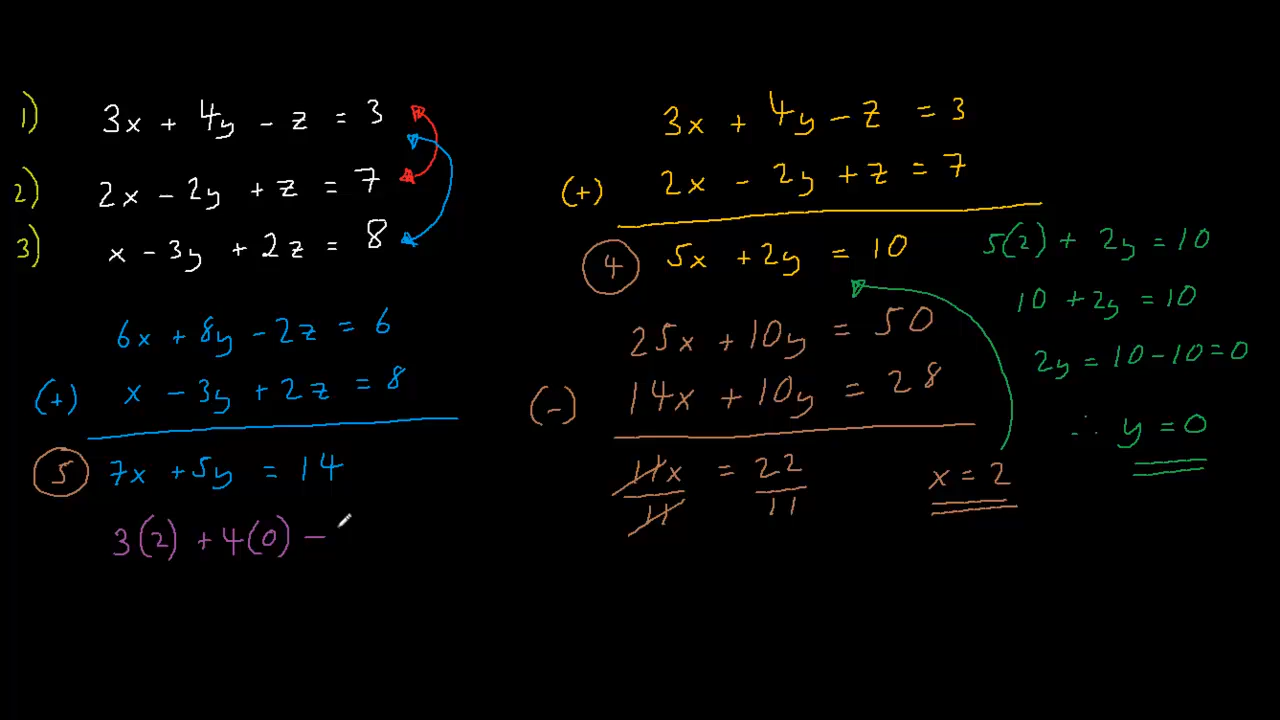 1) 3x + 4y - z = 3
2) 2x - 2y + z = 7
3) x - 3y + 2z = 8
6x + 8y - 2z = 6
(+) x - 3y + 2z = 8
5 7x + 5y = 14
3(2) + 4(0) -
3x + 4y - z = 3
(+) 2x - 2y + z = 7
4 5x + 2y = 10
25x + 10y = 50
(-) 14x + 10y = 28
11x = 22
11 11
x = 2
5(2) + 2y = 10
10 + 2y = 10
2y = 10 - 10 = 0
∴ y = 0